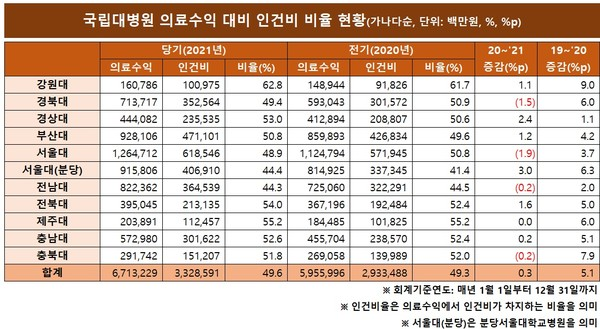 국립대병원 의료수익 대비 인건비 비율 현황(가나다순, 단위: 백만원, %, %p)
구분 당기(2021년) 전기(2020년) 20~'21 19~'20
의료수익 인건비 비율(%) 의료수익 인건비 비율(%) 증감(%p) 증감(%p)
강원대 160,786 100,975 62.8 148,944 91,826 61.7 1.1 9.0
경북대 713,717 352,564 49.4 593,043 301,572 50.9 (1.5) 6.0
경상대 444,082 235,535 53.0 412,894 208,807 50.6 2.4 1.1
부산대 928,106 471,101 50.8 859,893 426,834 49.6 1.2 4.2
서울대 1,264,712 618,546 48.9 1,124,794 571,945 50.8 (1.9) 3.7
서울대(분당) 915,806 406,910 44.4 814,925 337,345 41.4 3.0 6.3
전남대 822,362 364,539 44.3 725,060 322,291 44.5 (0.2) 2.0
전북대 395,045 213,135 54.0 367,196 192,484 52.4 1.6 5.0
제주대 203,891 112,457 55.2 184,485 101,825 55.2 0.0 6.0
충남대 572,980 301,622 52.6 455,704 238,570 52.4 0.2 5.1
충북대 291,742 151,207 51.8 269,058 139,989 52.0 (0.2) 7.9
합계 6,713,229 3,328,591 49.6 5,955,996 2,933,488 49.3 0.3 5.1
※ 회계기준연도: 매년 1월 1일부터 12월 31일까지
※ 인건비율은 의료수익에서 인건비가 차지하는 비율을 의미
※ 서울대(분당)은 분당서울대학교병원을 의미